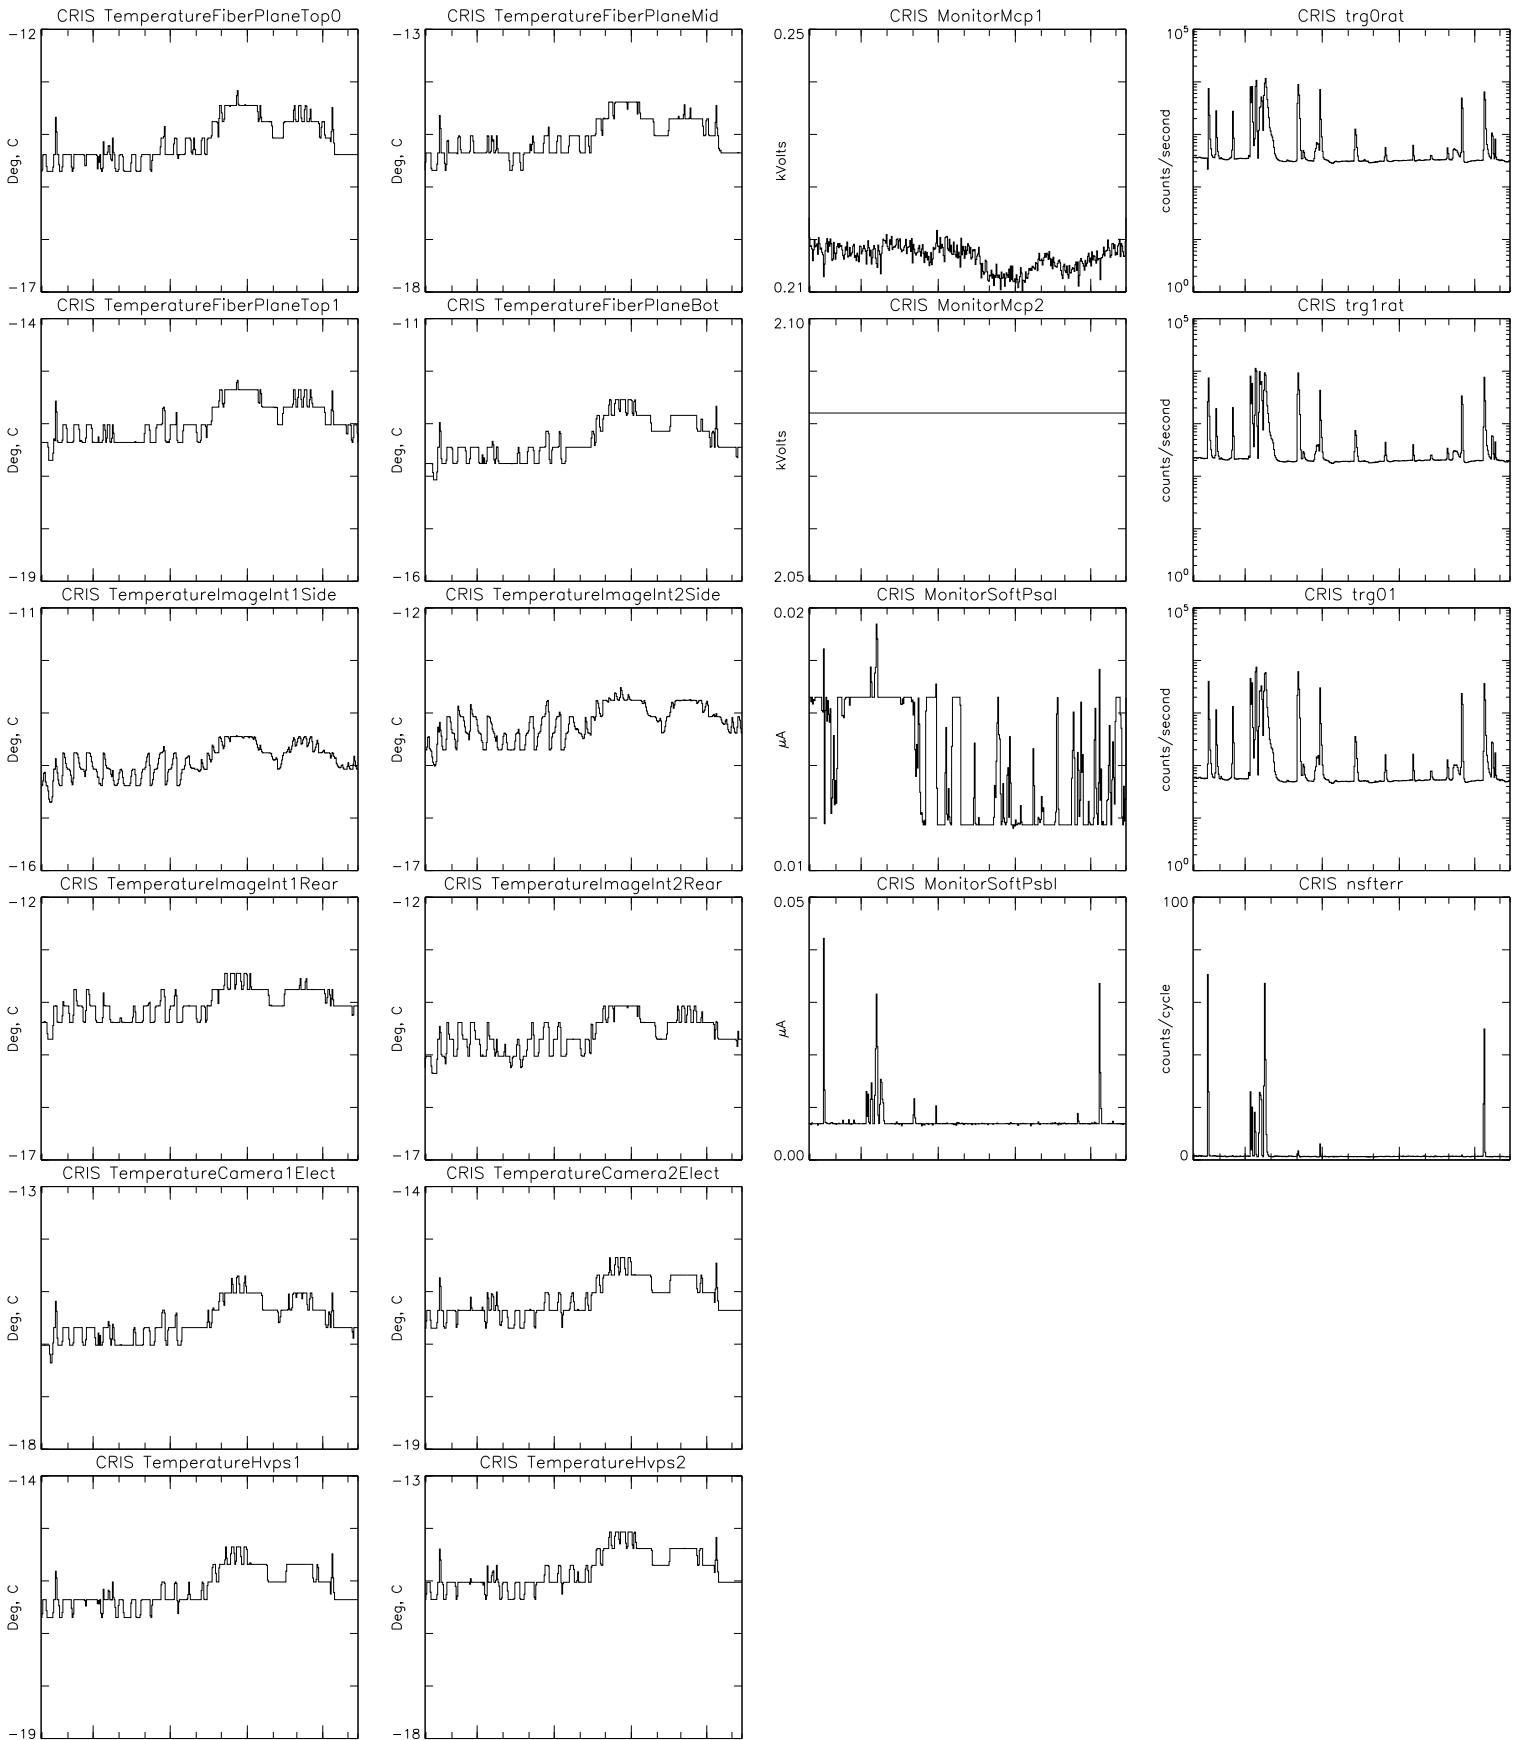 CRIS TemperatureFiberPlaneTop0
-12
Deg, C
-17
CRIS TemperatureFiberPlaneMid
-13
Deg, C
-18
CRIS MonitorMcp1
0.25
kVolts
0.21
CRIS trg0rat
10^5
counts/second
10^0
CRIS TemperatureFiberPlaneTop1
-14
Deg, C
-19
CRIS TemperatureFiberPlaneBot
-11
Deg, C
-16
CRIS MonitorMcp2
2.10
kVolts
2.05
CRIS trg1rat
10^5
counts/second
10^0
CRIS TemperatureImageInt1Side
-11
Deg, C
-16
CRIS TemperatureImageInt2Side
-12
Deg, C
-17
CRIS MonitorSoftPsaI
0.02
μA
0.01
CRIS trg01
10^5
counts/second
10^0
CRIS TemperatureImageInt1Rear
-12
Deg, C
-17
CRIS TemperatureImageInt2Rear
-12
Deg, C
-17
CRIS MonitorSoftPsbI
0.05
μA
0.00
CRIS nsfterr
100
counts/cycle
0
CRIS TemperatureCamera1Elect
-13
Deg, C
-18
CRIS TemperatureCamera2Elect
-14
Deg, C
-19
CRIS TemperatureHvps1
-14
Deg, C
-19
CRIS TemperatureHvps2
-13
Deg, C
-18